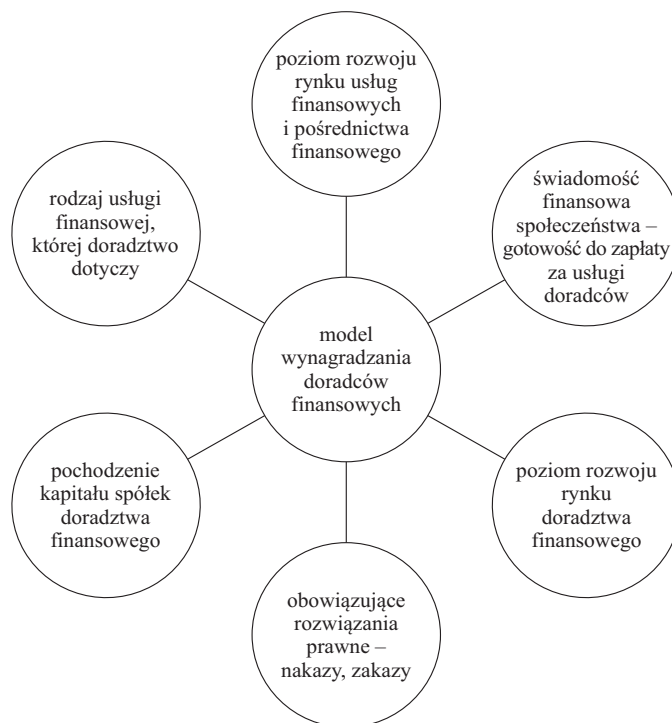 poziom rozwoju
rynku usług
finansowych
i pośrednictwa
finansowego
rodzaj usługi
finansowej,
której doradztwo
dotyczy
świadomość
finansowa
społeczeństwa –
gotowość do zapłaty
za usługi
doradców
model
wynagradzania
doradców
finansowych
pochodzenie
kapitału spółek
doradztwa
finansowego
poziom rozwoju
rynku
doradztwa
finansowego
obowiązujące
rozwiązania
prawne –
nakazy, zakazy